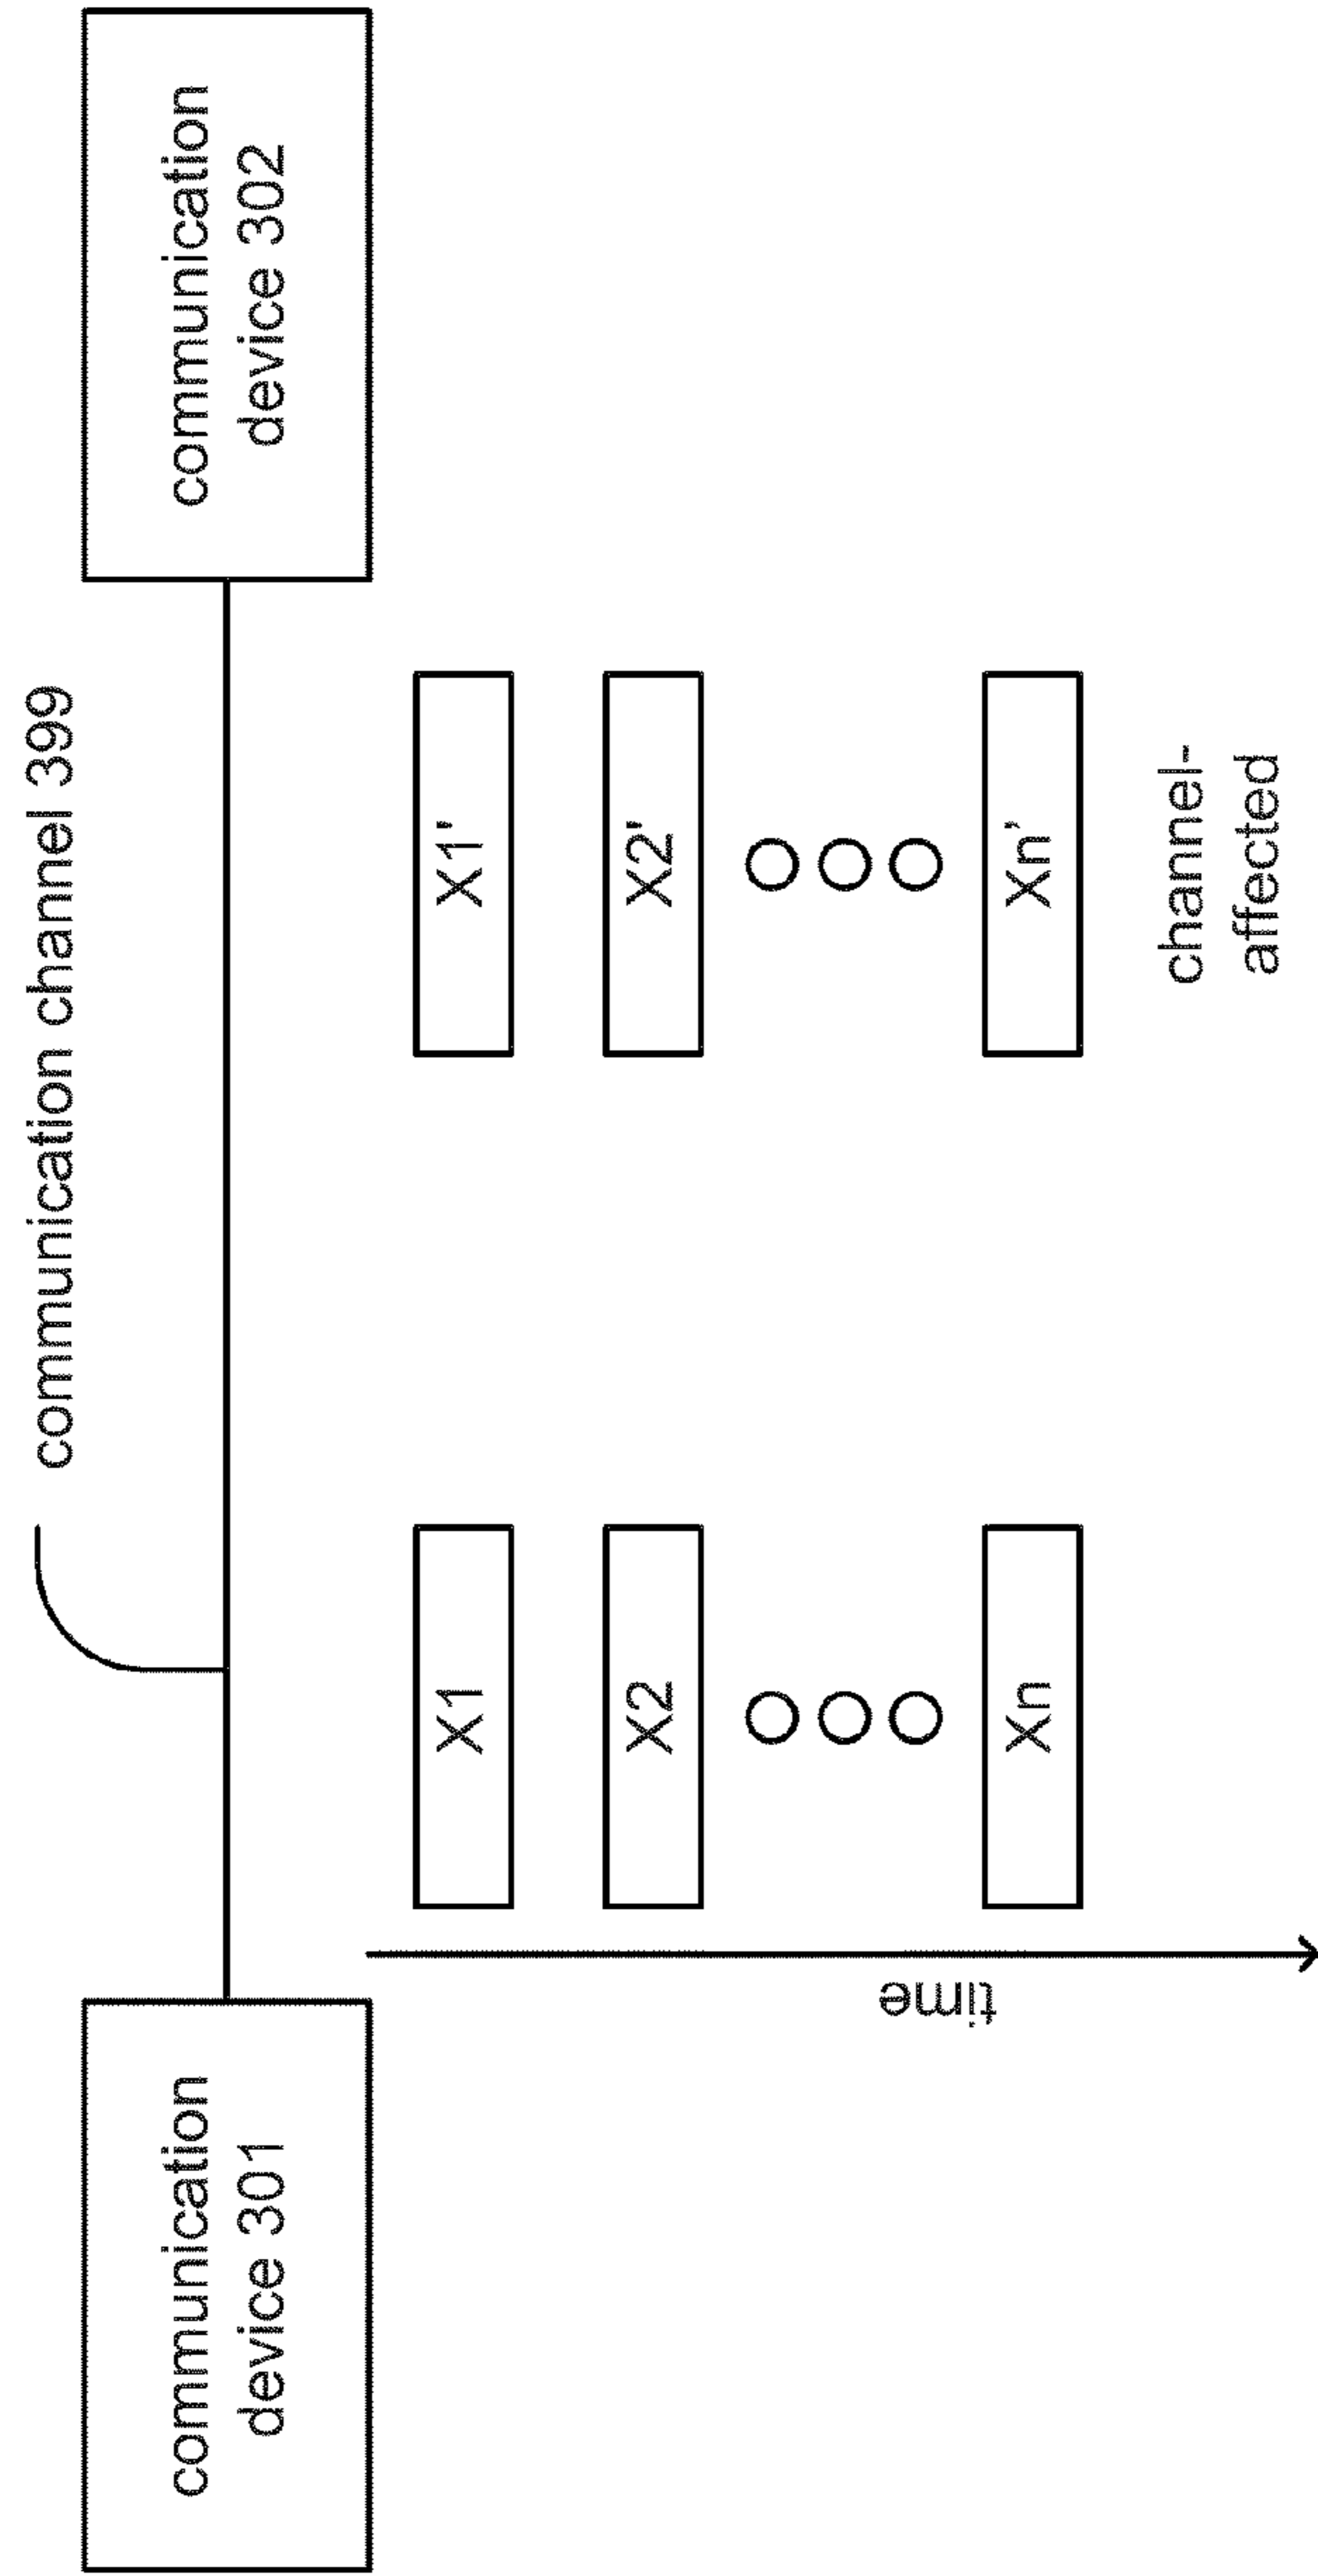 communication channel 399
communication
device 301
communication
device 302
X1
X1'
X2
X2'
Xn
Xn’
time
channel-
affected